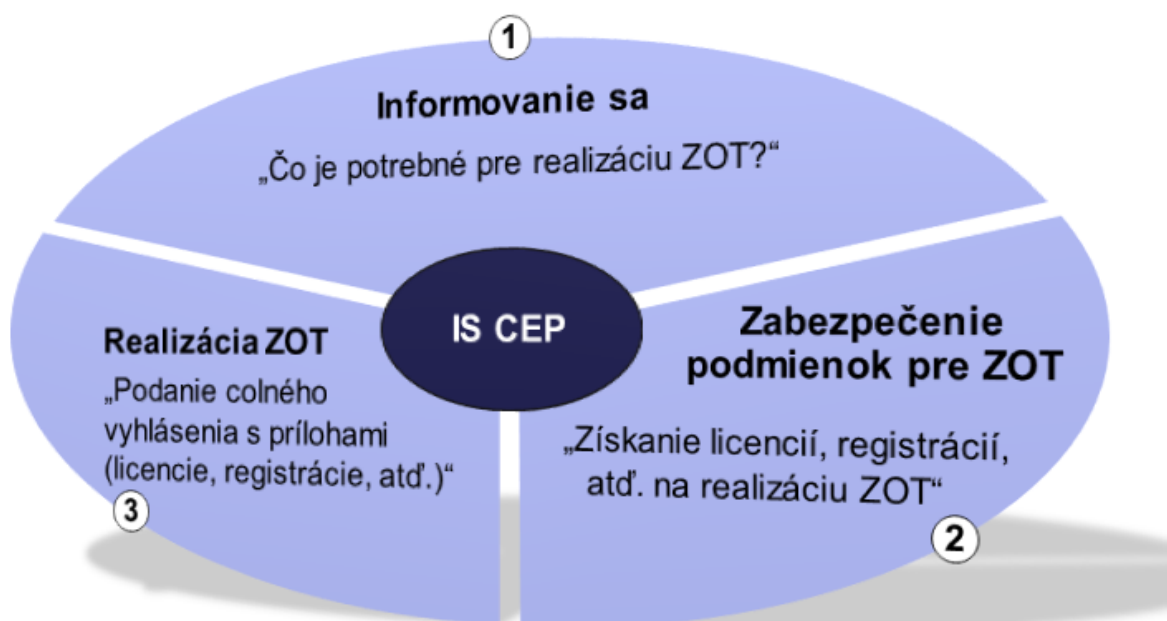 1
Informovanie sa
„Čo je potrebné pre realizáciu ZOT?“
IS CEP
Zabezpečenie
podmienok pre ZOT
„Získanie licencií, registrácií,
atď. na realizáciu ZOT“
2
Realizácia ZOT
„Podanie colného
vyhlásenia s prílohami
(licencie, registrácie, atď.)“
3